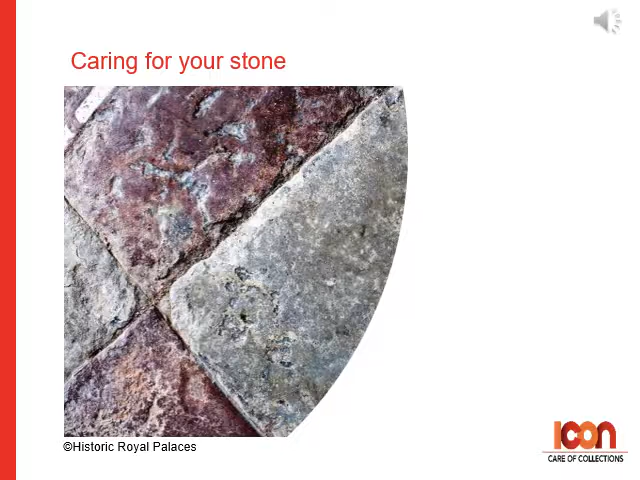 Caring for your stone
©Historic Royal Palaces
icon
CARE OF COLLECTIONS